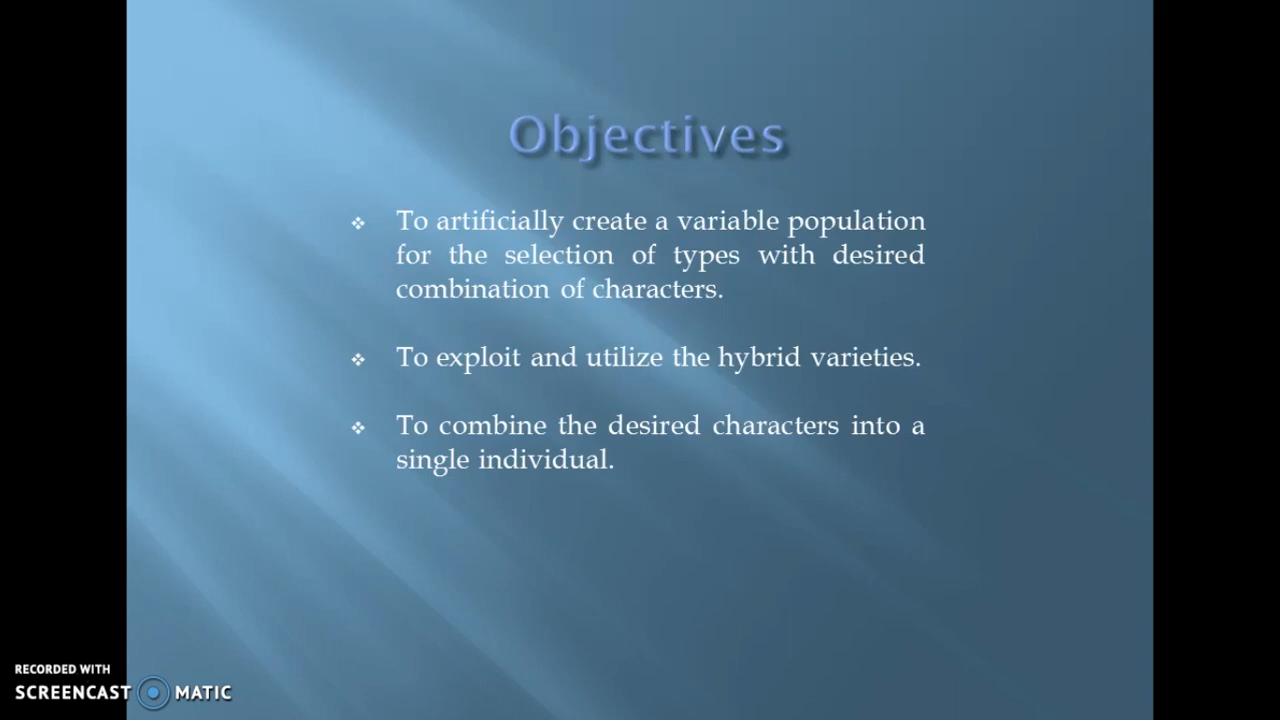 Objectives
❖ To artificially create a variable population
for the selection of types with desired
combination of characters.
❖ To exploit and utilize the hybrid varieties.
❖ To combine the desired characters into a
single individual.
RECORDED WITH
SCREENCAST MATIC